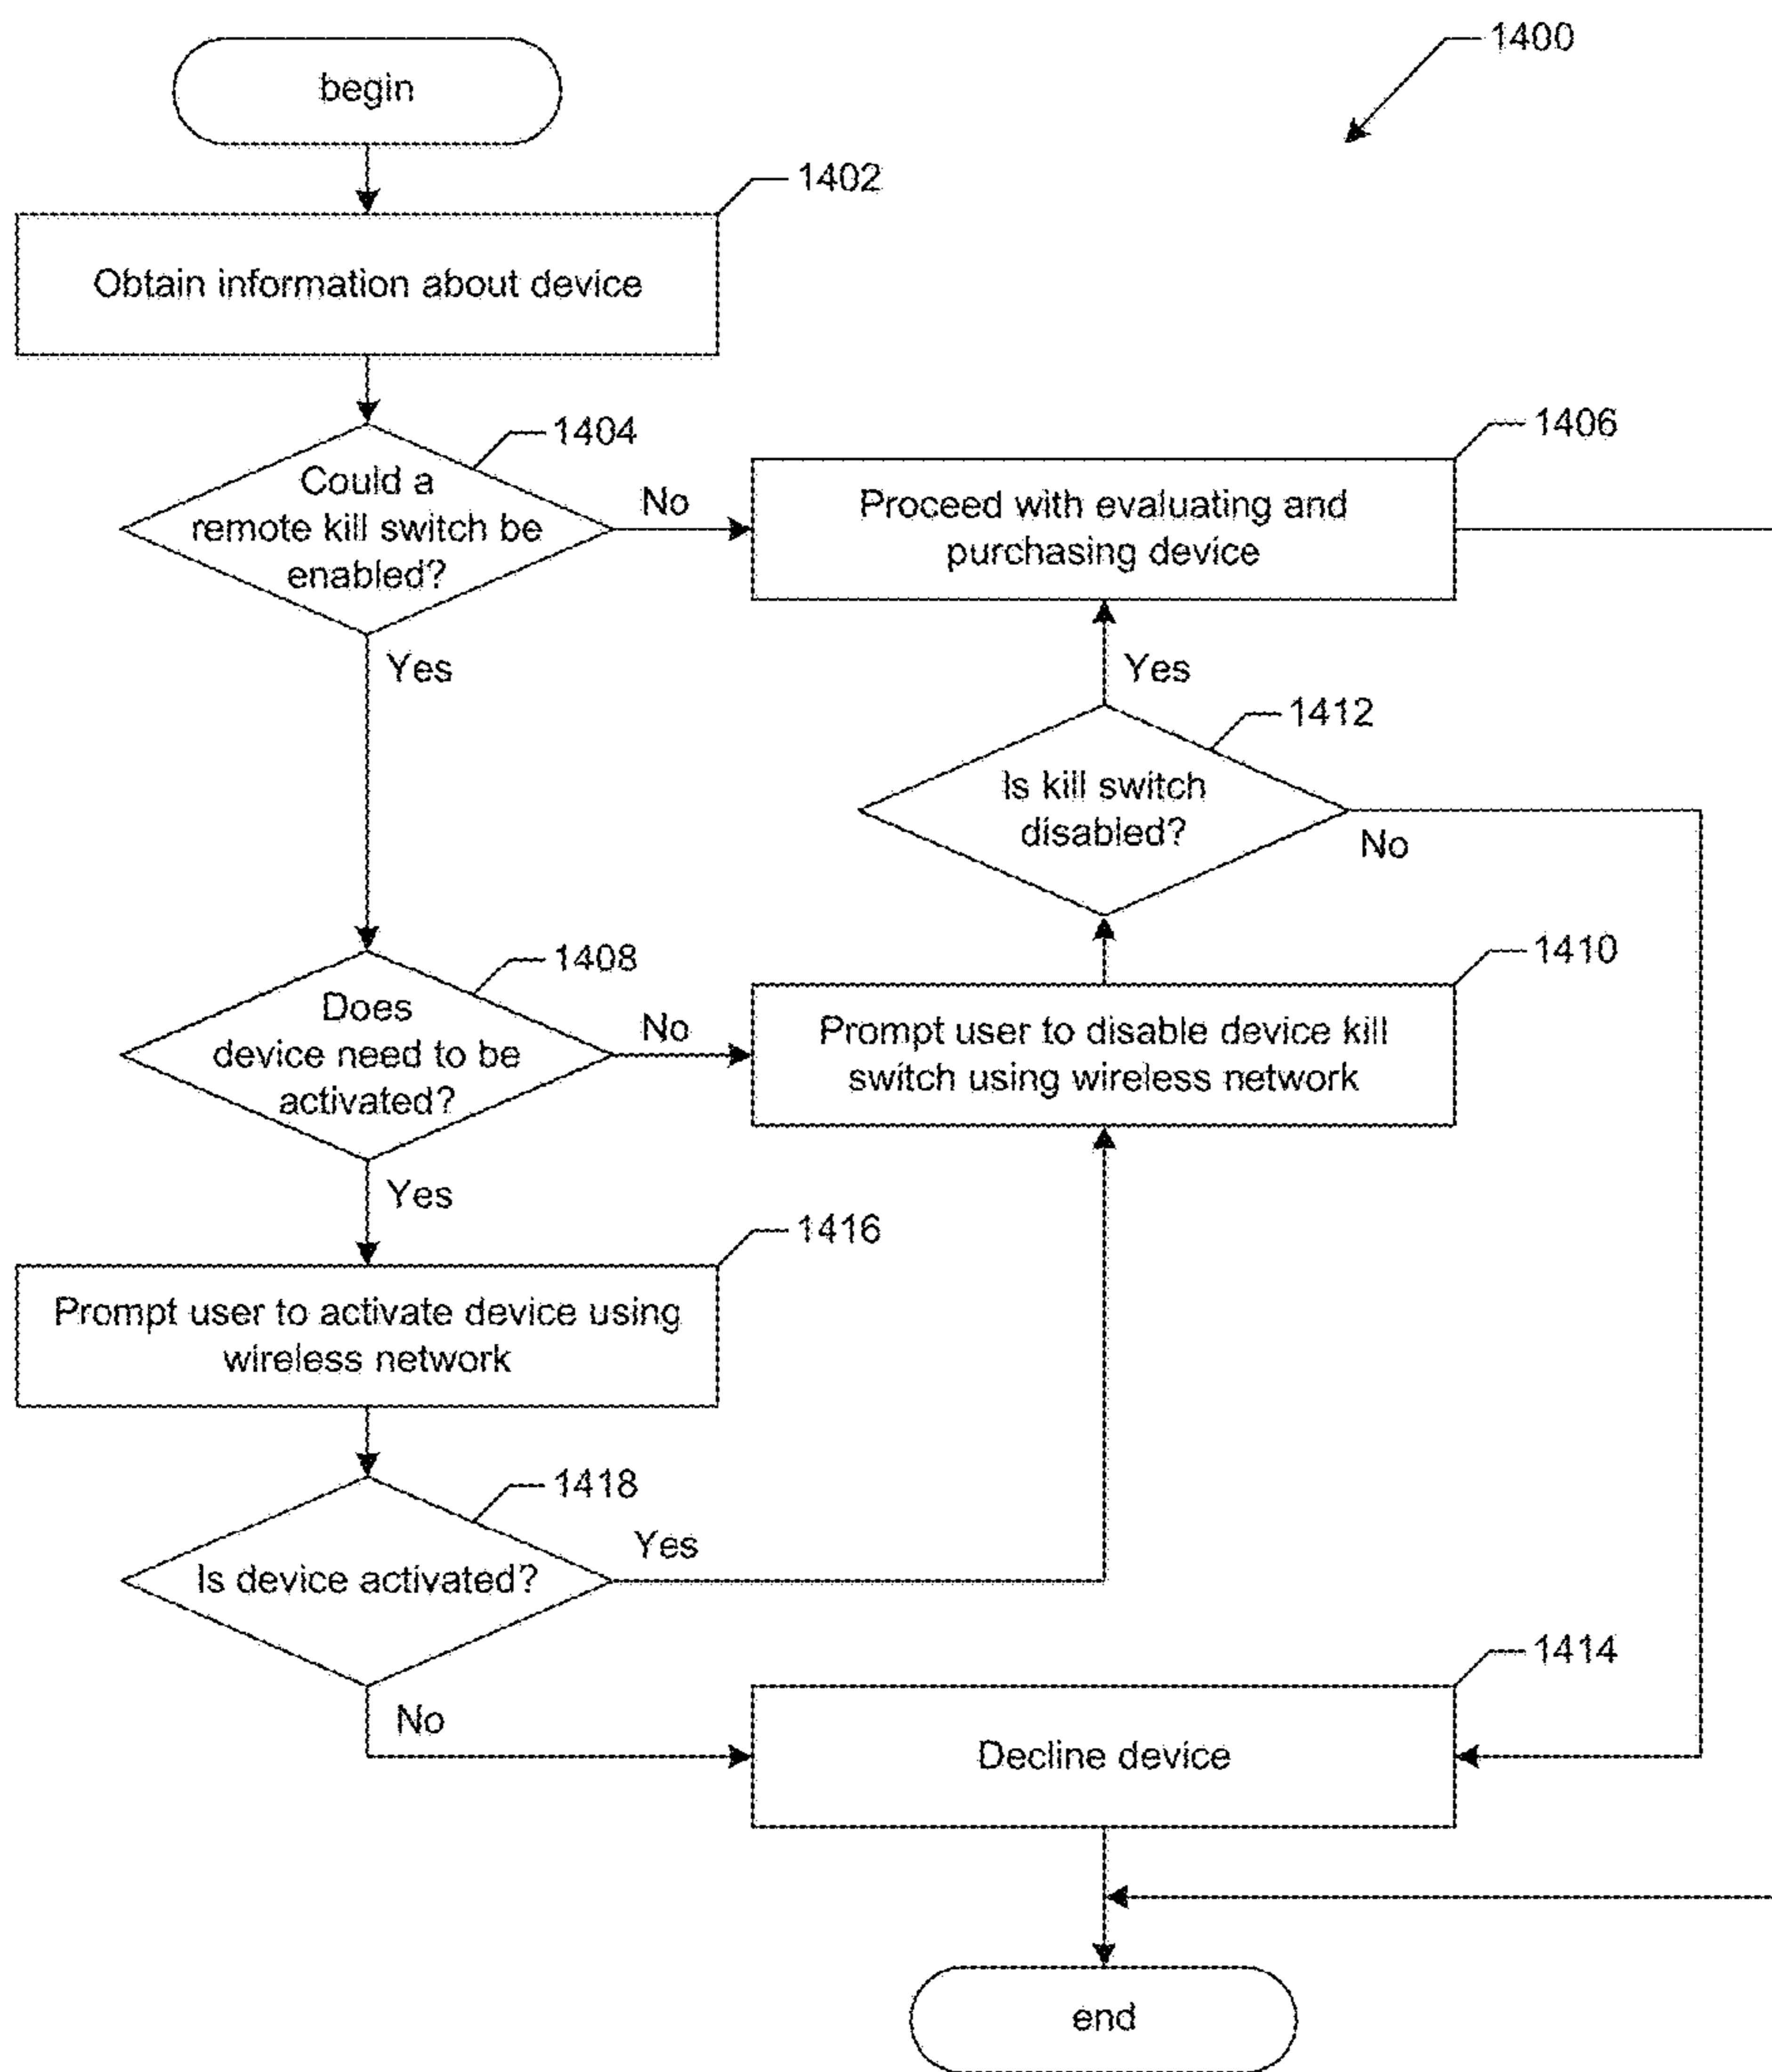 1400
begin
1402
Obtain information about device
1404
Could a
remote kill switch be
enabled?
No
Yes
1406
Proceed with evaluating and
purchasing device
Yes
1412
Is kill switch
disabled?
No
1408
Does
device need to be
activated?
No
Yes
1410
Prompt user to disable device kill
switch using wireless network
1416
Prompt user to activate device using
wireless network
1418
Is device activated?
Yes
No
1414
Decline device
end